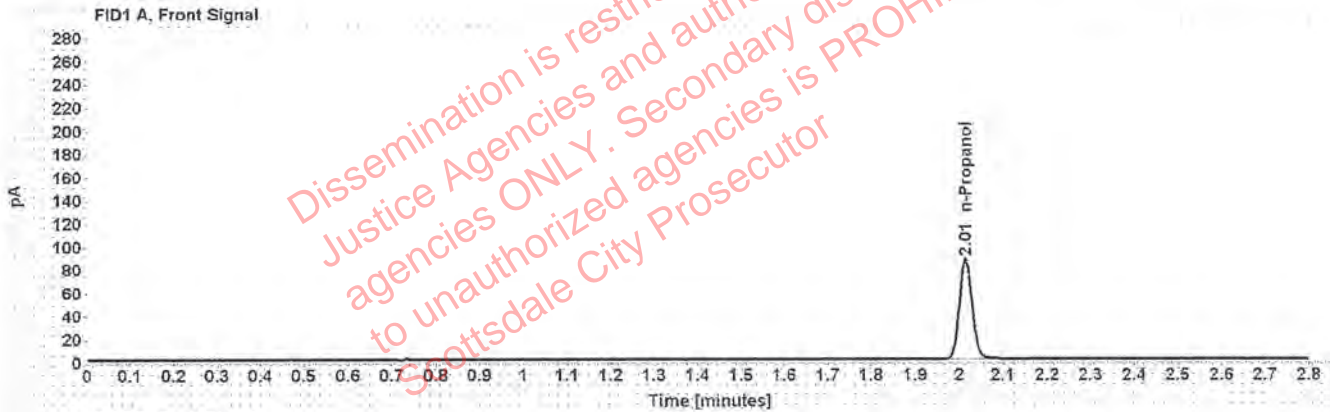 FID1 A, Front Signal
280
260
240
220
200
180
160
140
120
100
80
60
40
20
0
pA
2.01 n-Propanol
0 0.1 0.2 0.3 0.4 0.5 0.6 0.7 0.8 0.9 1 1.1 1.2 1.3 1.4 1.5 1.6 1.7 1.8 1.9 2 2.1 2.2 2.3 2.4 2.5 2.6 2.7 2.8
Time [minutes]
Dissemination is
Justice Agencies and
agencies ONLY. Secondary
to unauthorized agencies is
Scottsdale City Prosecutor